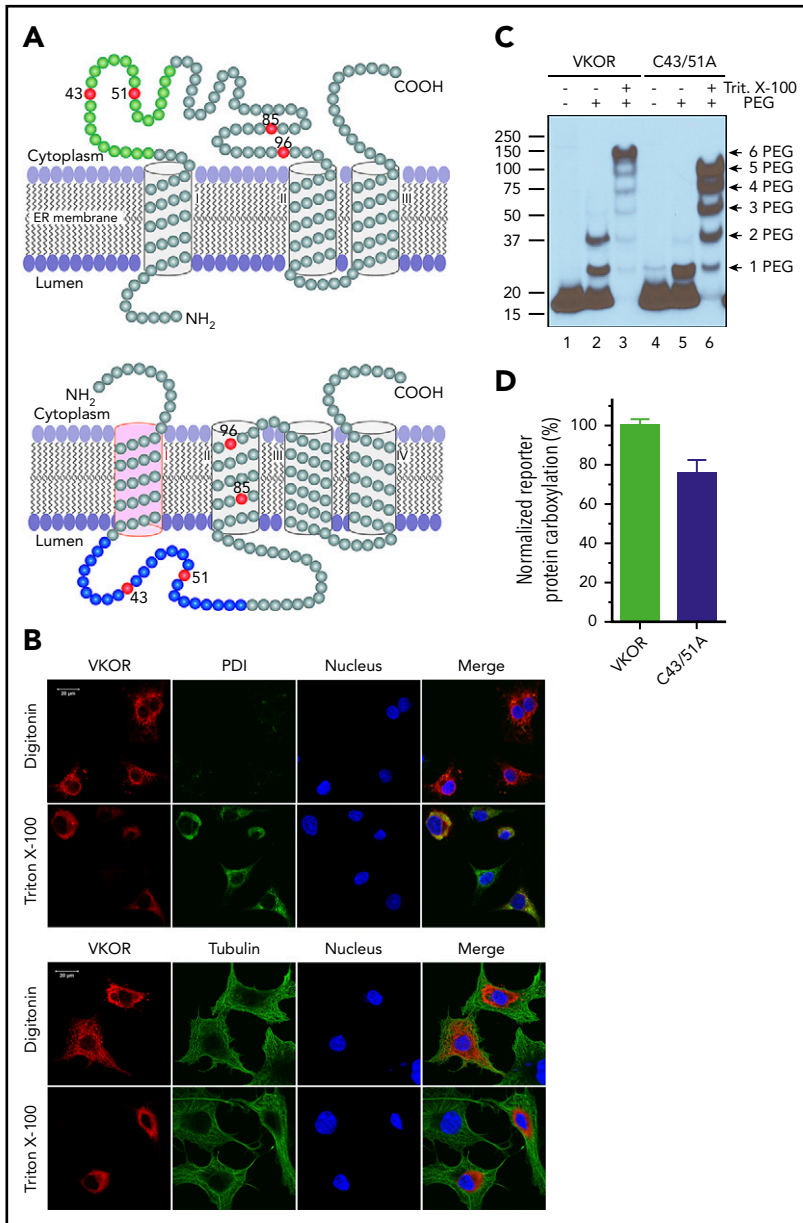 A
43
51
85
96
COOH
Cytoplasm
I
II
III
ER membrane
Lumen
NH2
NH2
COOH
Cytoplasm
96
I
II
III
IV
85
Lumen
51
43
B
VKOR PDI Nucleus Merge
Digitonin
20 μm
Triton X-100
VKOR Tubulin Nucleus Merge
Digitonin
20 μm
Triton X-100
C
VKOR C43/51A
- - + - - + Trit. X-100
- + + - + + PEG
250
150
100
75
50
37
20
15
6 PEG
5 PEG
4 PEG
3 PEG
2 PEG
1 PEG
1 2 3 4 5 6
D
Normalized reporter
protein carboxylation (%)
100
80
60
40
20
0
VKOR
C43/51A